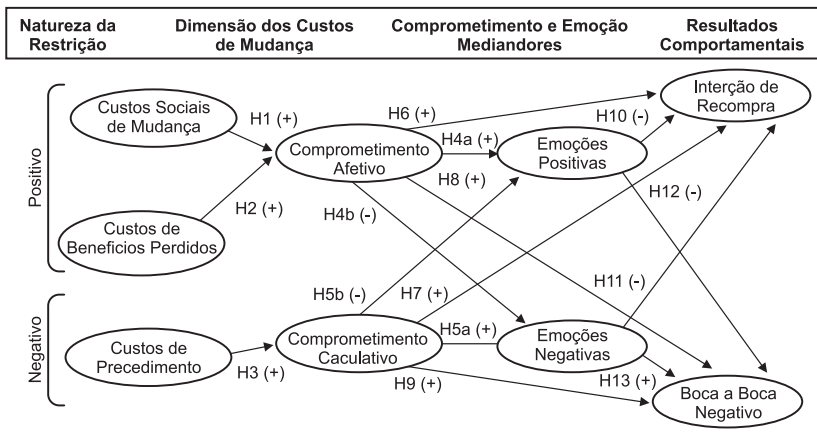 Natureza da
Restrição
Dimensão dos Custos
de Mudança
Comprometimento e Emoção
Mediandores
Resultados
Comportamentais
Positivo
Negativo
Custos Sociais
de Mudança
Custos de
Beneficios Perdidos
Custos de
Precedimento
H1 (+)
H2 (+)
H3 (+)
Comprometimento
Afetivo
Comprometimento
Caculativo
H6 (+)
H4a (+)
H8 (+)
H4b (-)
H5b (-)
H7 (+)
H5a (+)
H9 (+)
Emoções
Positivas
Emoções
Negativas
H10 (-)
H12 (-)
H11 (-)
H13 (+)
Interção de
Recompra
Boca a Boca
Negativo